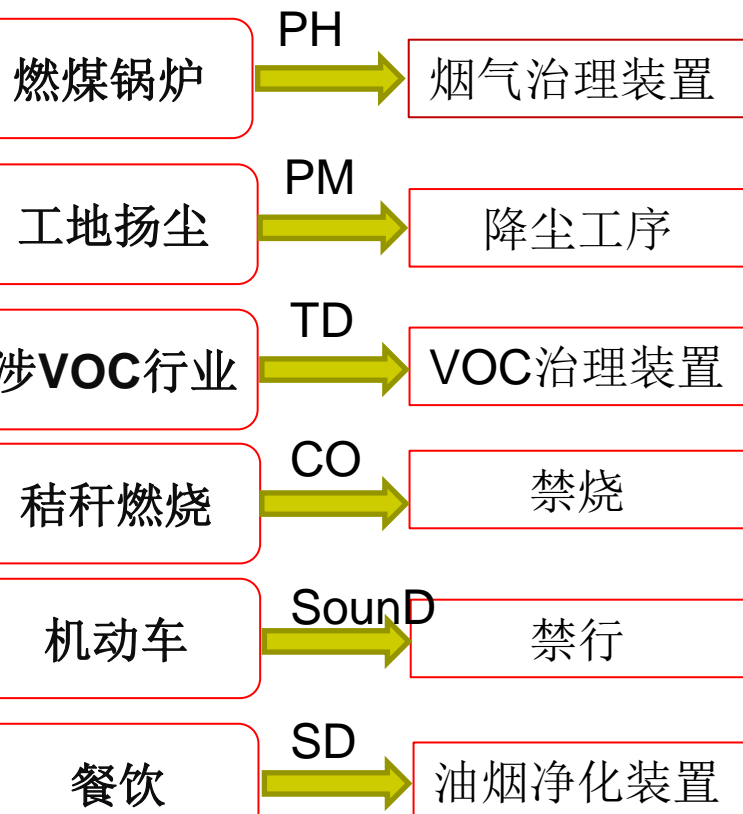 PH
燃煤锅炉
烟气治理装置
PM
工地扬尘
降尘工序
TD
涉VOC行业
VOC治理装置
CO
秸秆燃烧
禁烧
SounD
机动车
禁行
SD
餐饮
油烟净化装置